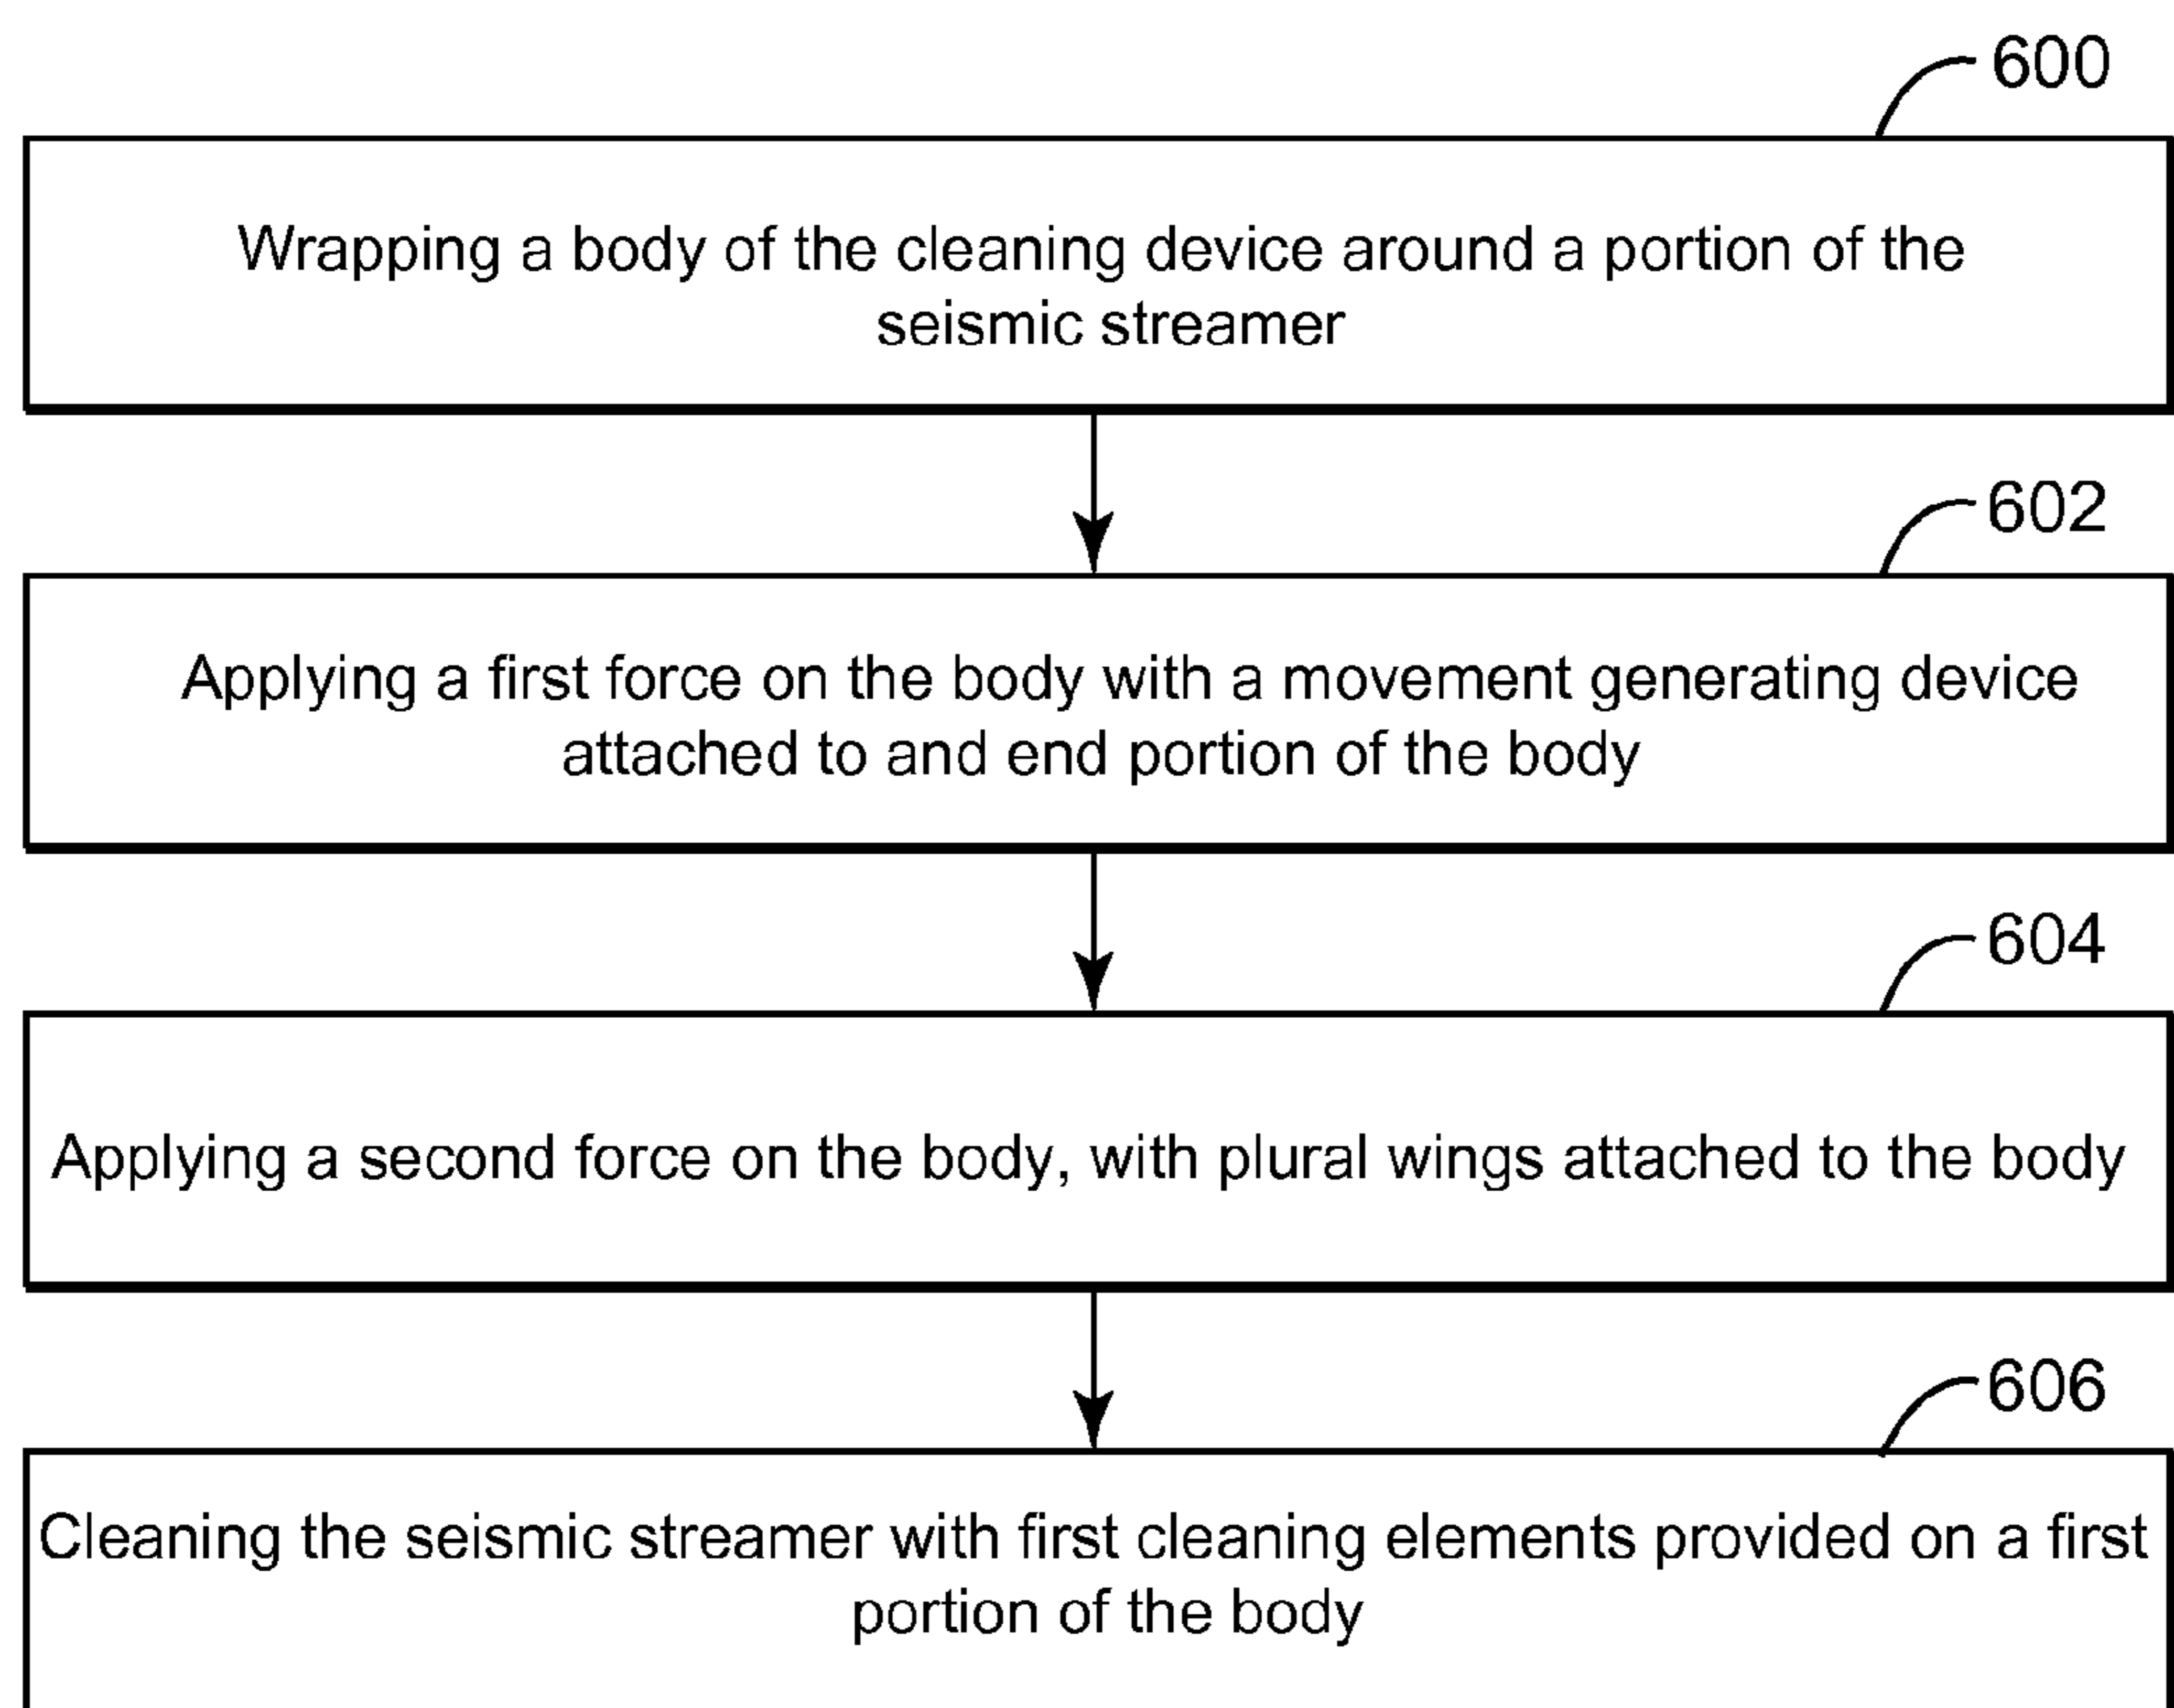 600
Wrapping a body of the cleaning device around a portion of the
seismic streamer
602
Applying a first force on the body with a movement generating device
attached to and end portion of the body
604
Applying a second force on the body, with plural wings attached to the body
606
Cleaning the seismic streamer with first cleaning elements provided on a first
portion of the body